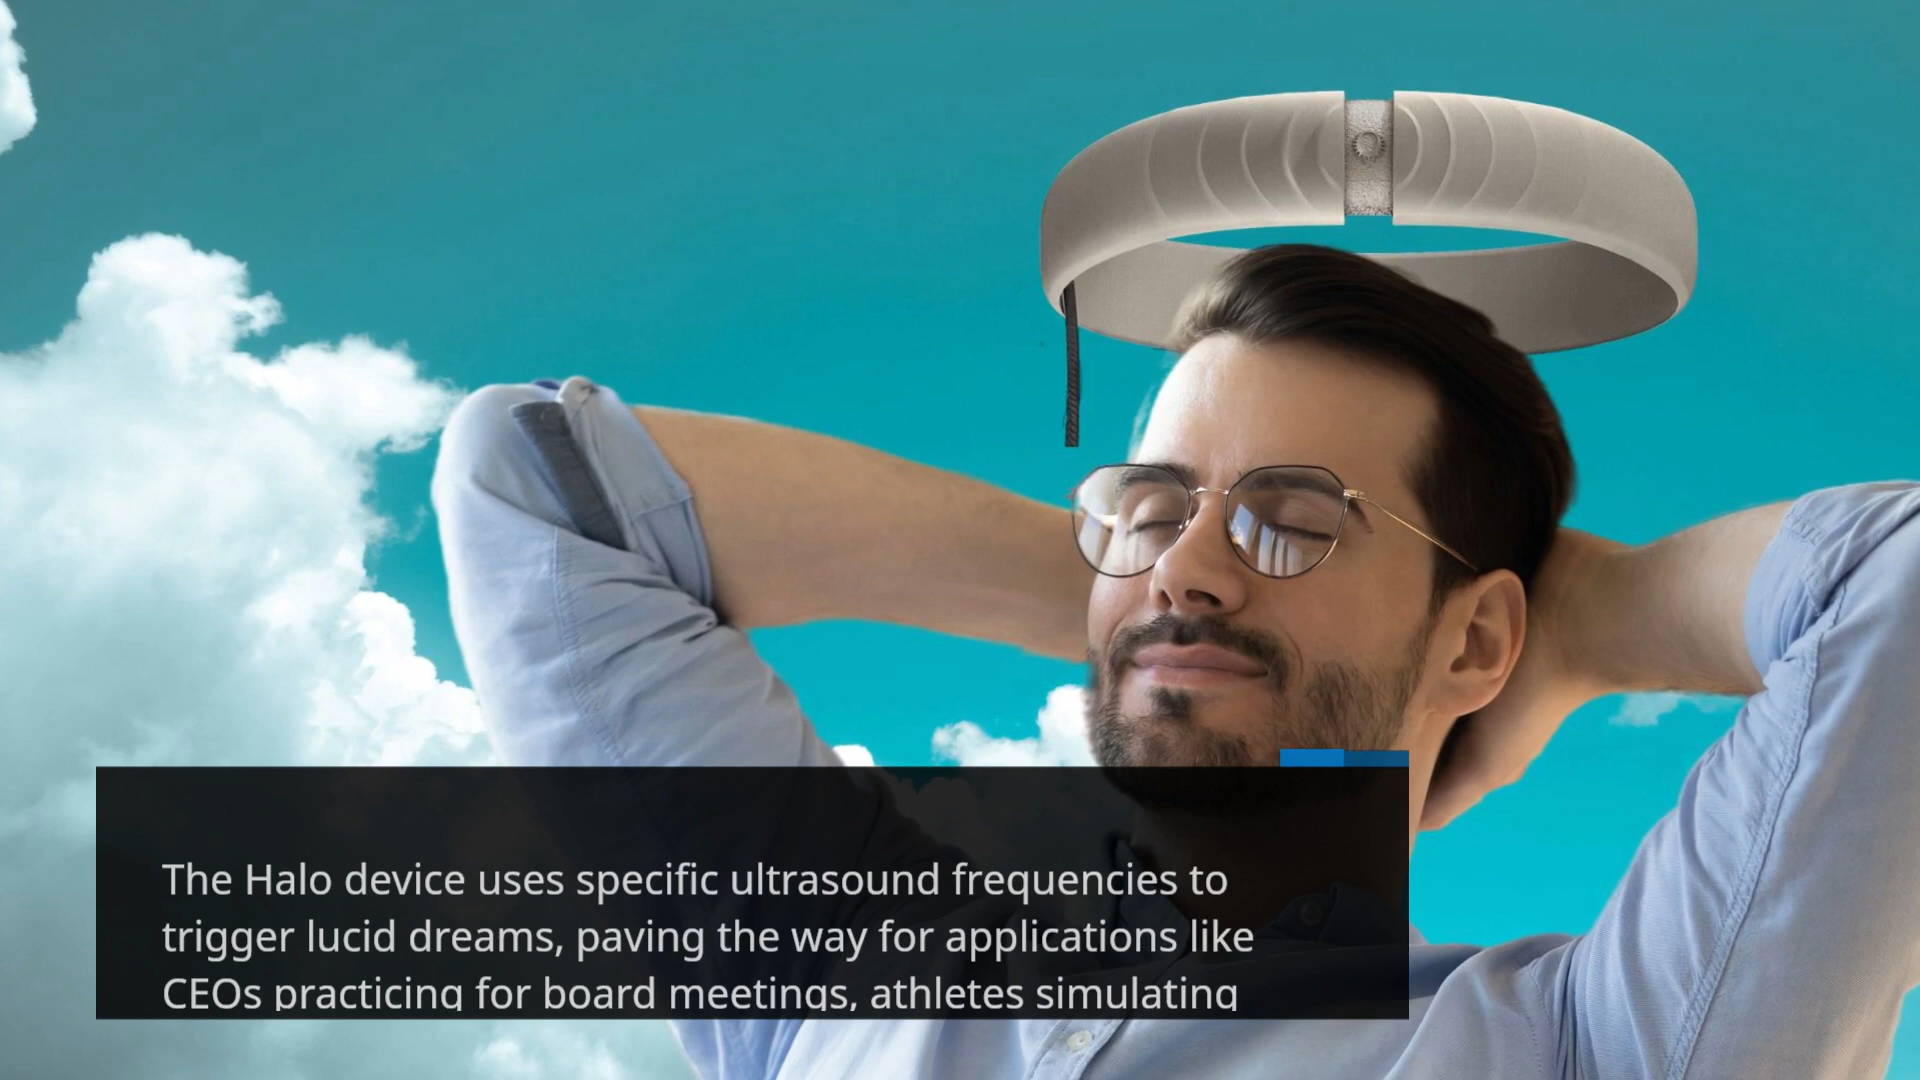 The Halo device uses specific ultrasound frequencies to
trigger lucid dreams, paving the way for applications like
CEOs practicing for board meetings, athletes simulating